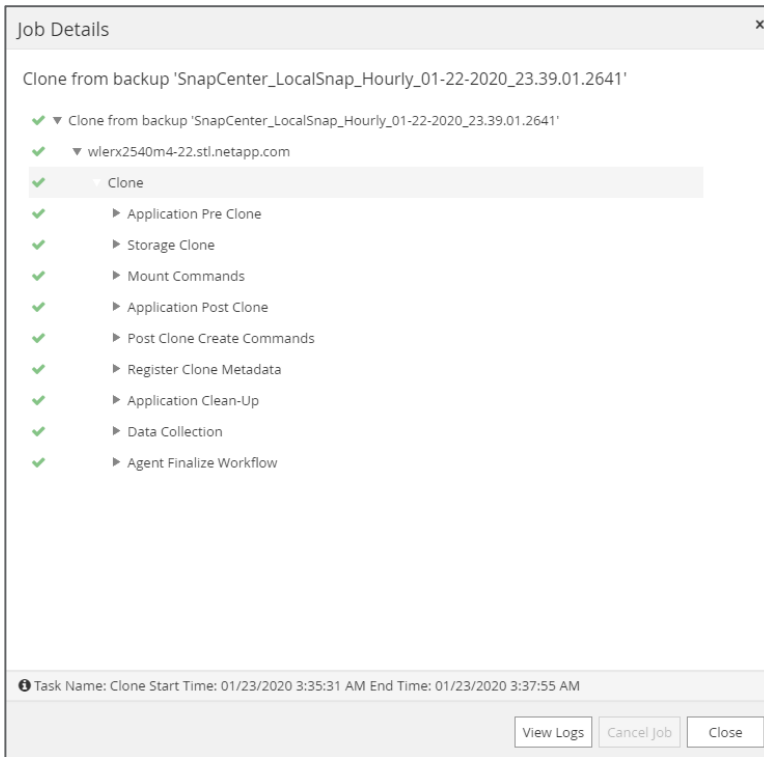 Job Details
x
Clone from backup 'SnapCenter_LocalSnap_Hourly_01-22-2020_23.39.01.2641'
Clone from backup 'SnapCenter_LocalSnap_Hourly_01-22-2020_23.39.01.2641'
wlerx2540m4-22.stl.netapp.com
Clone
Application Pre Clone
Storage Clone
Mount Commands
Application Post Clone
Post Clone Create Commands
Register Clone Metadata
Application Clean-Up
Data Collection
Agent Finalize Workflow
Task Name: Clone Start Time: 01/23/2020 3:35:31 AM End Time: 01/23/2020 3:37:55 AM
View Logs Cancel Job Close